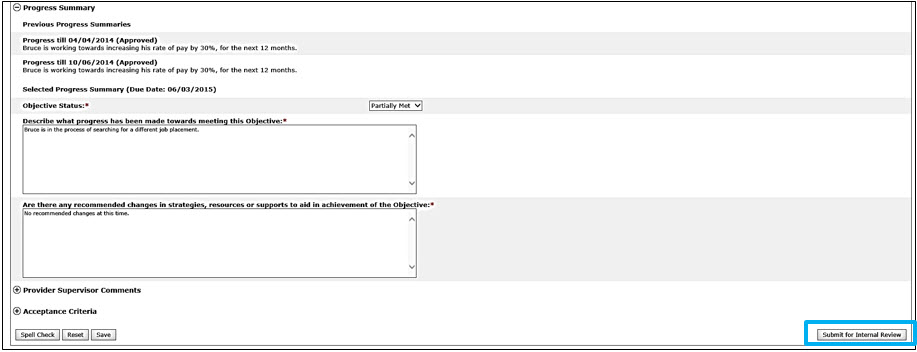 Progress Summary
Previous Progress Summaries
Progress till 04/04/2014 (Approved)
Bruce is working towards increasing his rate of pay by 30%, for the next 12 months.
Progress till 10/06/2014 (Approved)
Bruce is working towards increasing his rate of pay by 30%, for the next 12 months.
Selected Progress Summary (Due Date: 06/03/2015)
Objective Status:* Partially Met
Describe what progress has been made towards meeting this Objective:*
Bruce is in the process of searching for a different job placement.
Are there any recommended changes in strategies, resources or supports to aid in achievement of the Objective:*
No recommended changes at this time.
Provider Supervisor Comments
Acceptance Criteria
Spell Check Reset Save Submit for Internal Review